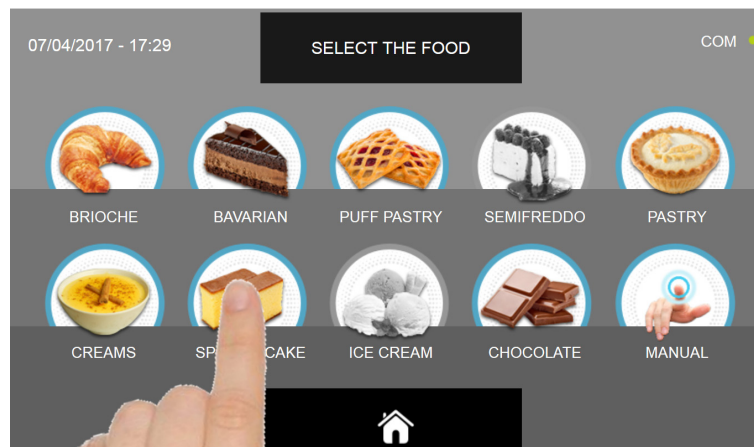 07/04/2017 - 17:29
SELECT THE FOOD
COM
BRIOCHE
BAVARIAN
PUFF PASTRY
SEMIFREDDO
PASTRY
CREAMS
CAKE
ICE CREAM
CHOCOLATE
MANUAL